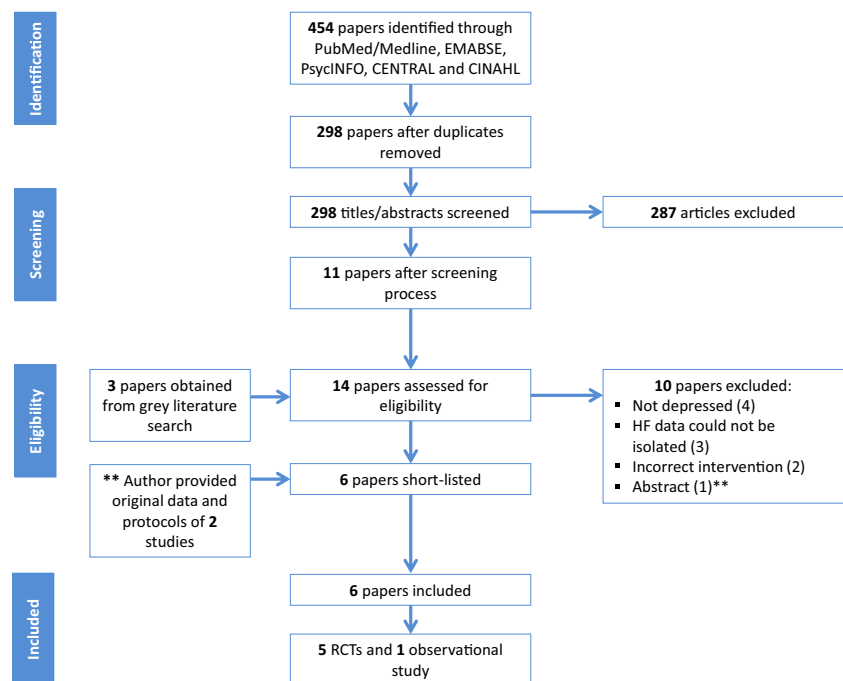 Identification
454 papers identified through
PubMed/Medline, EMABSE,
PsycINFO, CENTRAL and CINAHL
298 papers after duplicates
removed
Screening
298 titles/abstracts screened
287 articles excluded
11 papers after screening
process
Eligibility
3 papers obtained
from grey literature
search
14 papers assessed for
eligibility
10 papers excluded:
▪ Not depressed (4)
▪ HF data could not be
isolated (3)
▪ Incorrect intervention (2)
▪ Abstract (1)**
** Author provided
original data and
protocols of 2
studies
6 papers short-listed
Included
6 papers included
5 RCTs and 1 observational
study